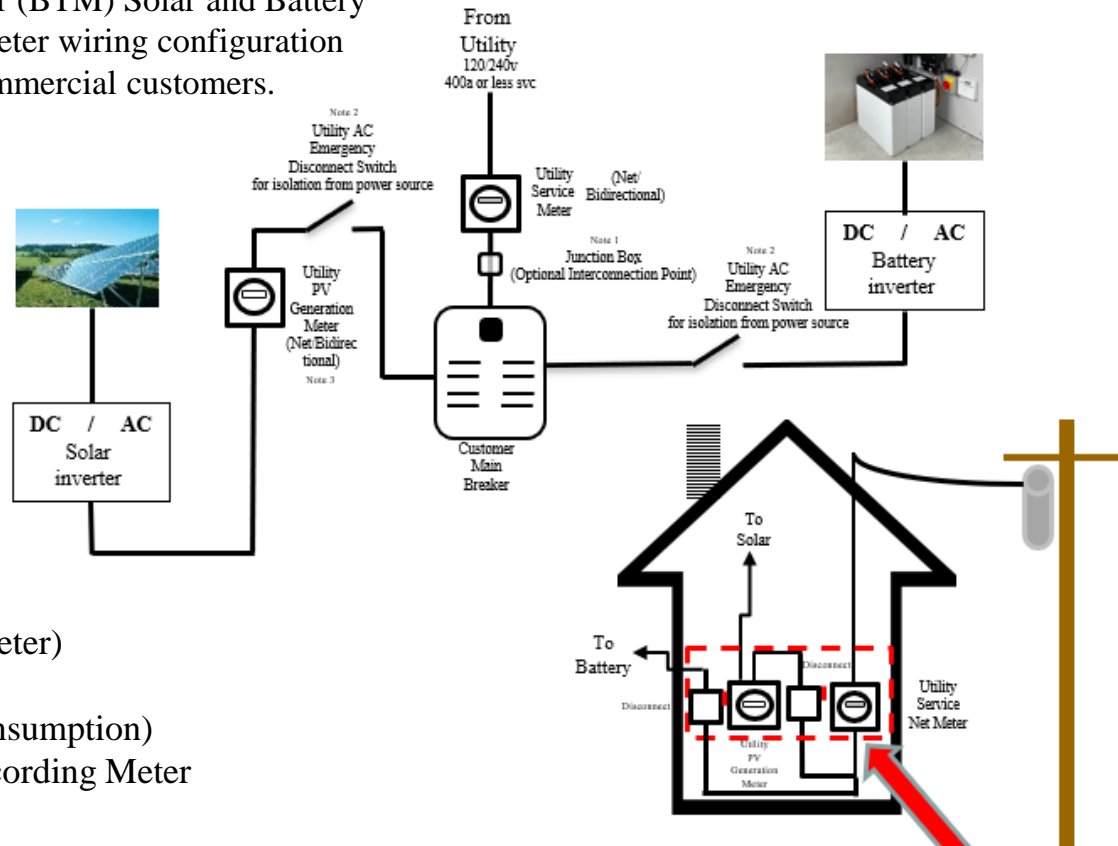 r (BTM) Solar and Battery
eter wiring configuration
mmercial customers.
From
Utility
120/240v
400a or less svc
Note 2
Utility AC
Emergency
Disconnect Switch
for isolation from power source
Utility
Service
Meter
(Net/
Bidirectional)
Note 1
Junction Box
(Optional Interconnection Point)
Note 2
Utility AC
Emergency
Disconnect Switch
for isolation from power source
DC / AC
Battery
inverter
Utility
PV
Generation
Meter
(Net/Bidirec
tional)
Note 3
DC / AC
Solar
inverter
Customer
Main
Breaker
eter)
nsumption)
cording Meter
To
Solar
To
Battery
Disconnect
Disconnect
Utility
Service
Net Meter
Utility
PV
Generation
Meter